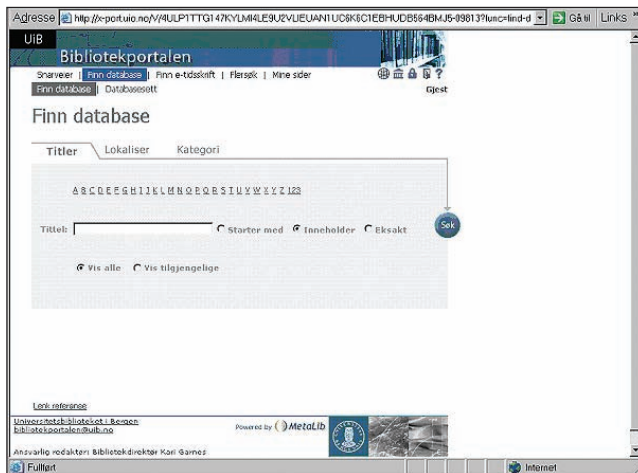 Adresse http://x-port.uio.no/V/4ULP1TTG147KYLMI4LE9U2VLIEUAN1UC6K6C1EBHUDB564BMJ5-09813?func=find-d Gå til Links »
UiB
Bibliotekportalen
Snarveier | Finn database | Finn e-tidsskrift | Flersøk | Mine sider
Finn database | Databasesett Gjest
Finn database
Titler Lokaliser Kategori
A B C D E F G H I J K L M N O P Q R S T U V W X Y Z 123
Tittel: Starter med Inneholder Eksakt Søk
Vis alle Vis tilgjengelige
Lenk referanse
Universitetsbiblioteket i Bergen
bibliotekportalen@uib.no
Powered by MetaLib
Ansvarlig redaktør: Bibliotekdirektør Kari Garnes
Fullført Internet